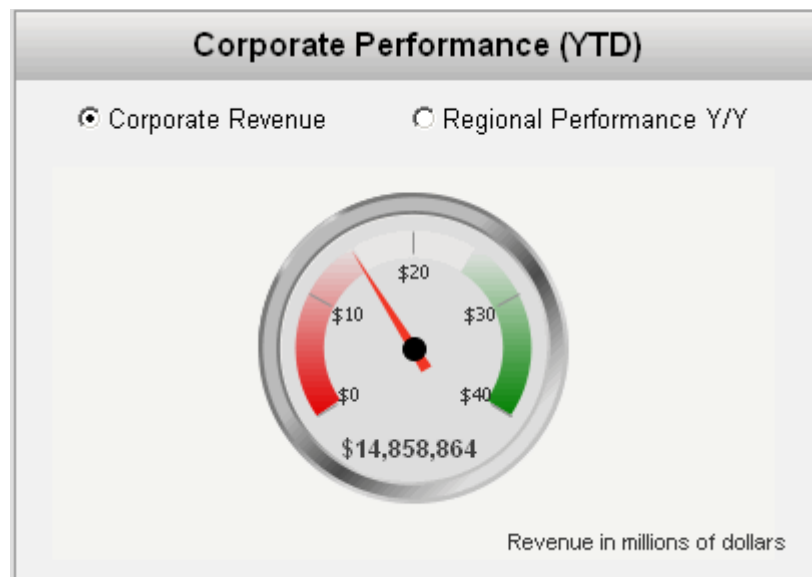 Corporate Performance (YTD)
Corporate Revenue
Regional Performance Y/Y
$20
$10
$30
$0
$40
$14,858,864
Revenue in millions of dollars